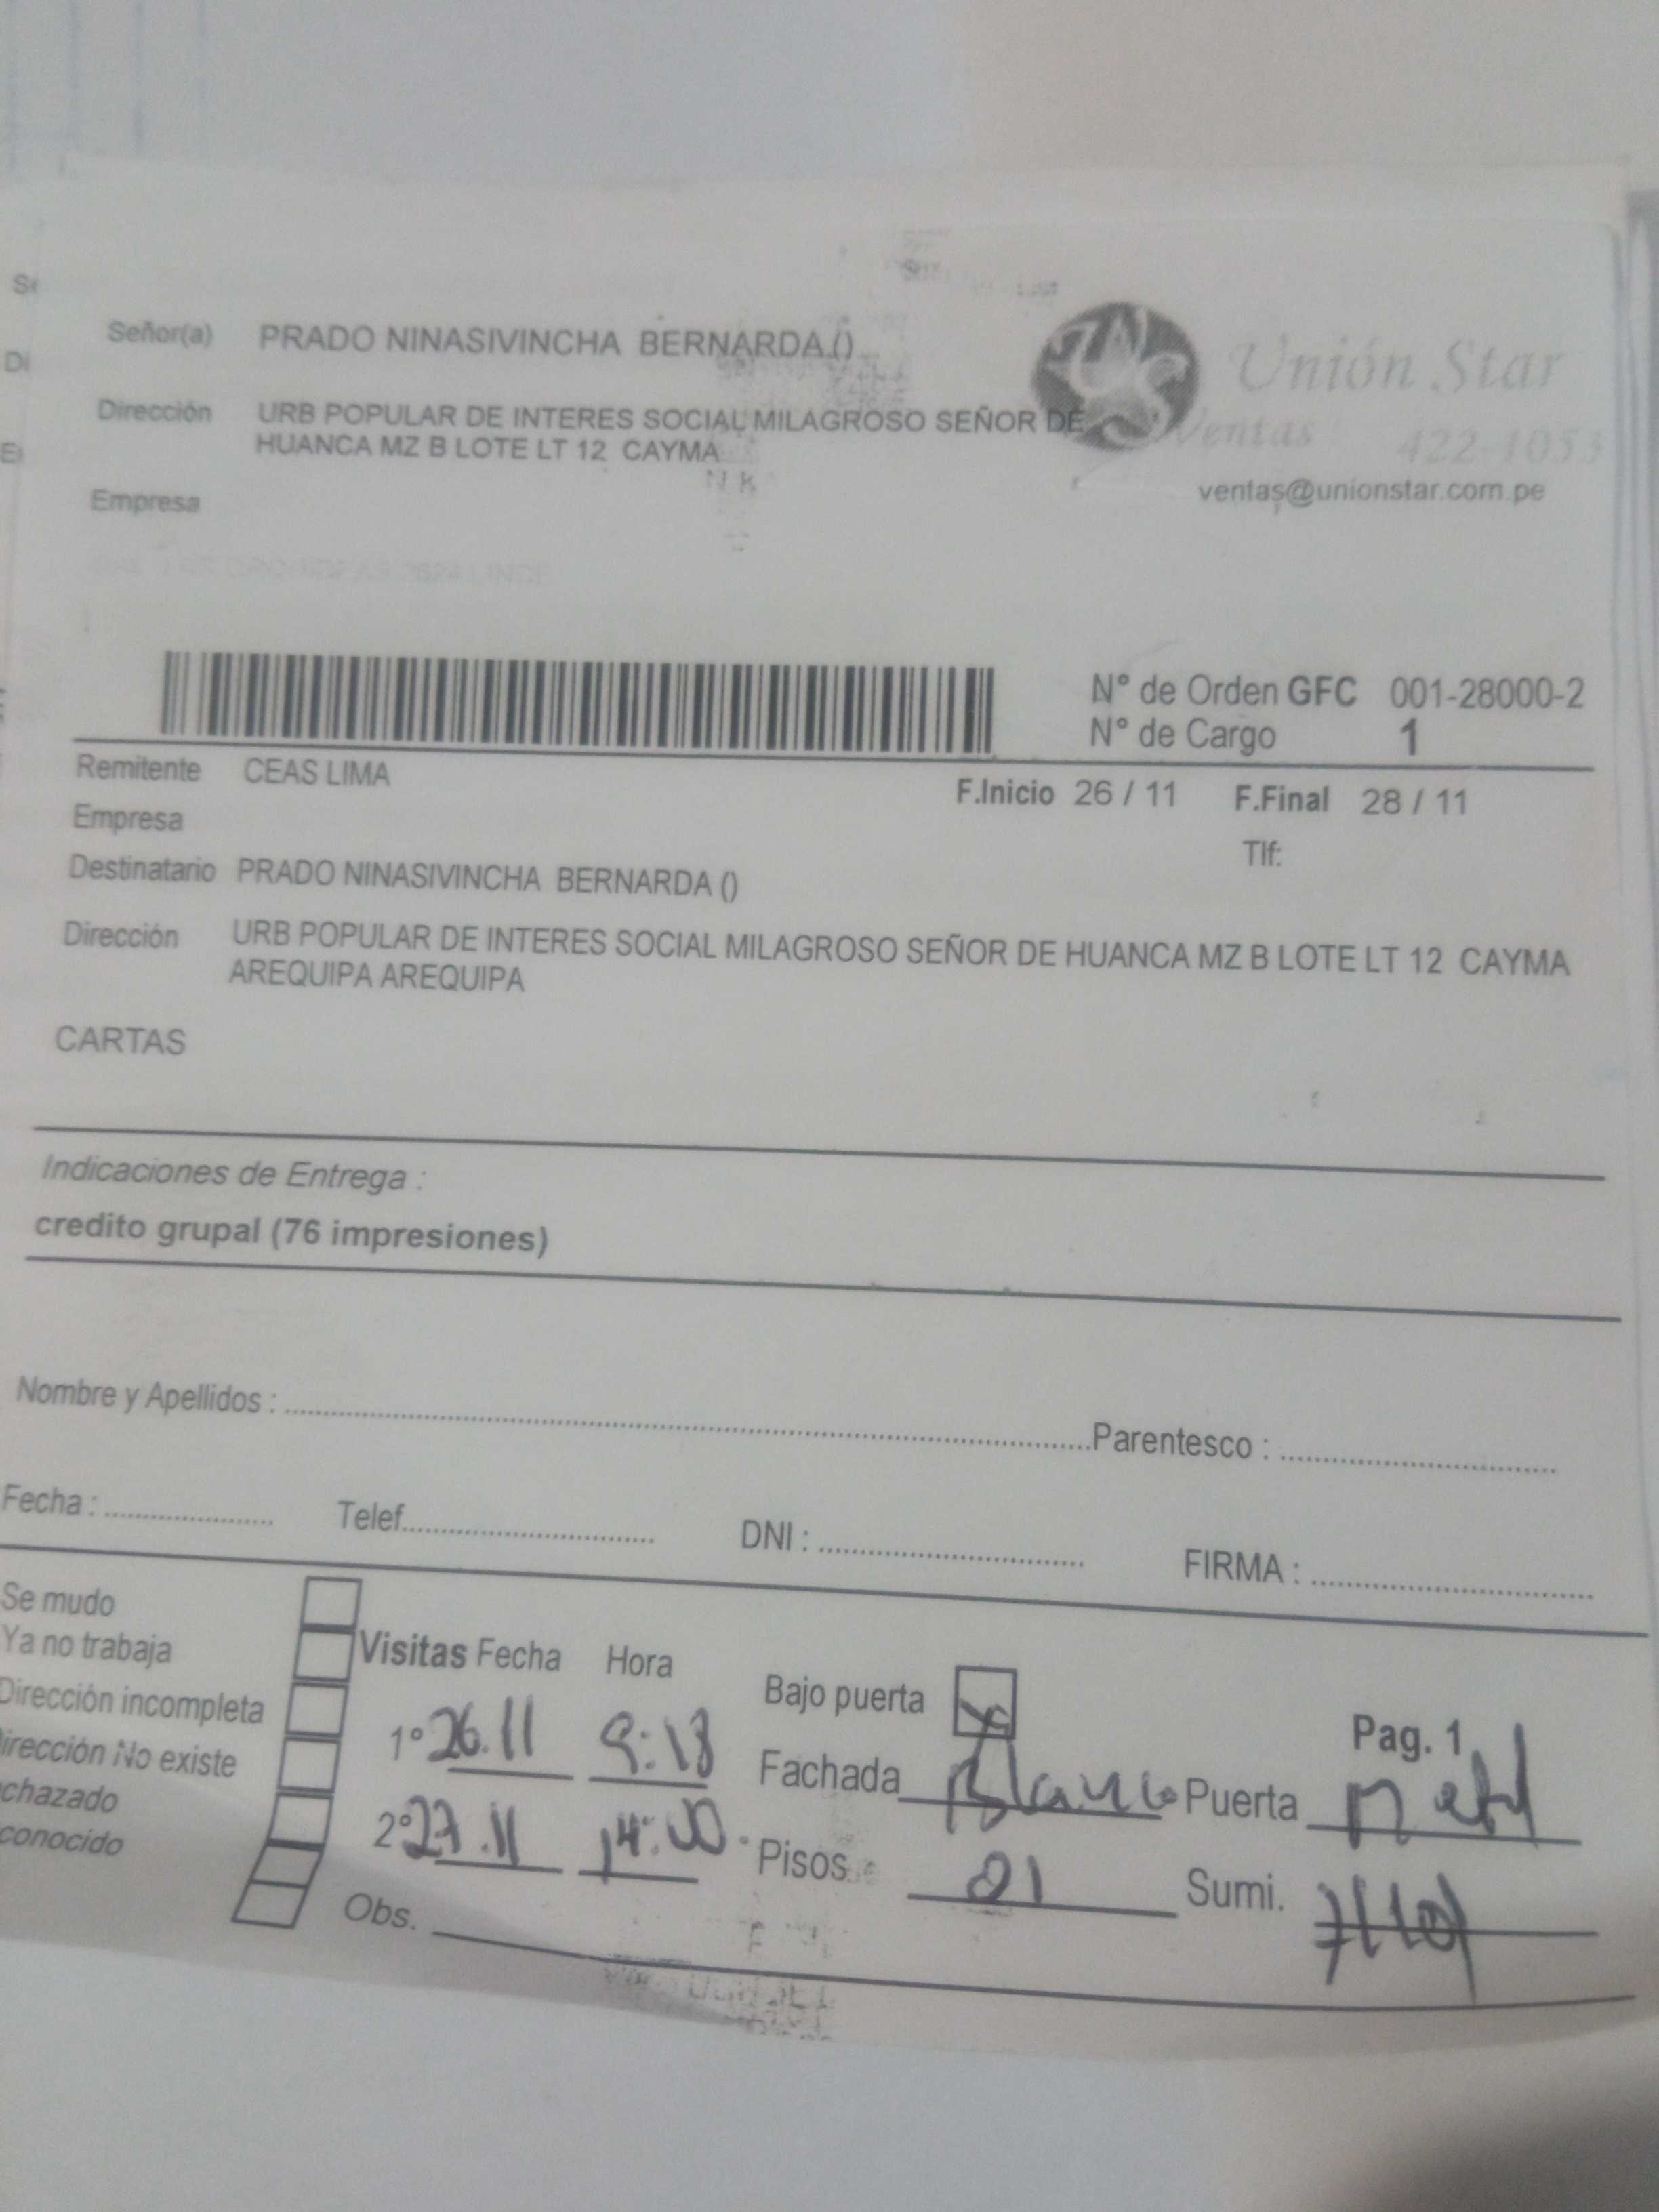 Señor(a) PRADO NINASIVINCHA BERNARDA ()
Unión Star
Dirección URB POPULAR DE INTERES SOCIAL MILAGROSO SEÑOR DE
HUANCA MZ B LOTE LT 12 CAYMA
Ventas 422-1053
ventas@unionstar.com.pe
Empresa
N° de Orden GFC 001-28000-2
N° de Cargo 1
Remitente CEAS LIMA
F.Inicio 26 / 11 F.Final 28 / 11
Empresa
Tlf:
Destinatario PRADO NINASIVINCHA BERNARDA ()
Dirección URB POPULAR DE INTERES SOCIAL MILAGROSO SEÑOR DE HUANCA MZ B LOTE LT 12 CAYMA
AREQUIPA AREQUIPA
CARTAS
Indicaciones de Entrega :
credito grupal (76 impresiones)
Nombre y Apellidos : Parentesco :
Fecha : Telef. DNI : FIRMA :
Se mudo
Ya no trabaja
Dirección incompleta
irección No existe
chazado
conocido
Visitas Fecha Hora
1° 26.11 9:18
2° 27.11 14:00
Obs.
Bajo puerta
Pag. 1
Fachada Blanco Puerta
Pisos 01 Sumi.